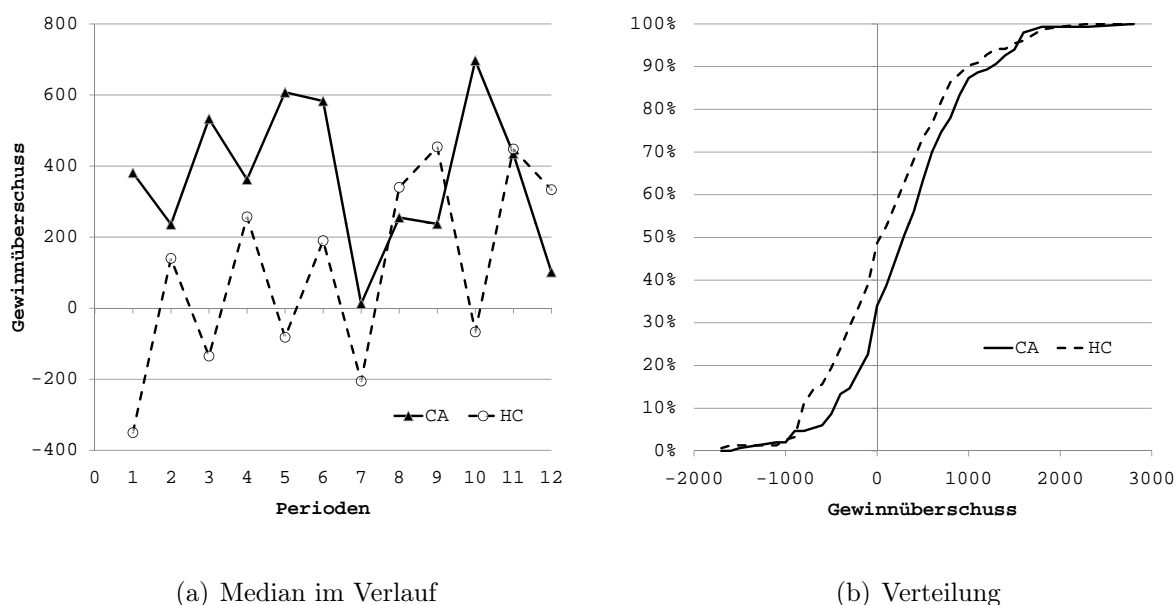 800
600
400
200
0
-200
-400
Gewinnüberschuss
0 1 2 3 4 5 6 7 8 9 10 11 12
Perioden
CA HC
(a) Median im Verlauf
100%
90%
80%
70%
60%
50%
40%
30%
20%
10%
0%
-2000 -1000 0 1000 2000 3000
Gewinnüberschuss
CA HC
(b) Verteilung